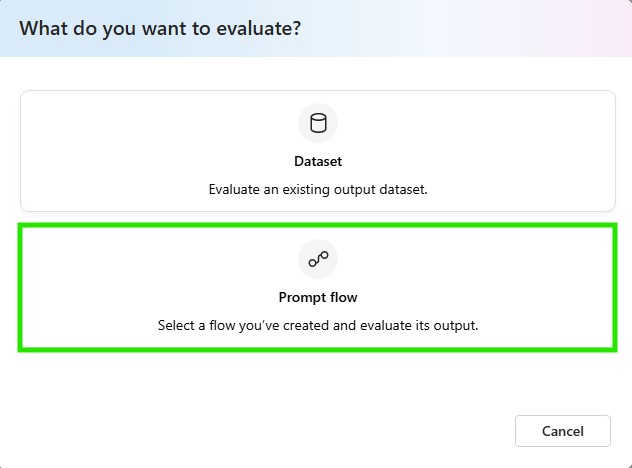 What do you want to evaluate?
Dataset
Evaluate an existing output dataset.
Prompt flow
Select a flow you’ve created and evaluate its output.
Cancel